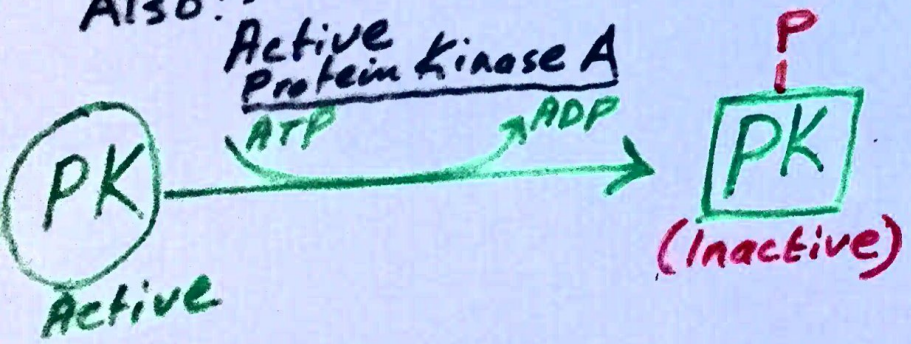 Also:
Active
Protein Kinase A
ATP
ADP
PK
Active
P
PK
(Inactive)